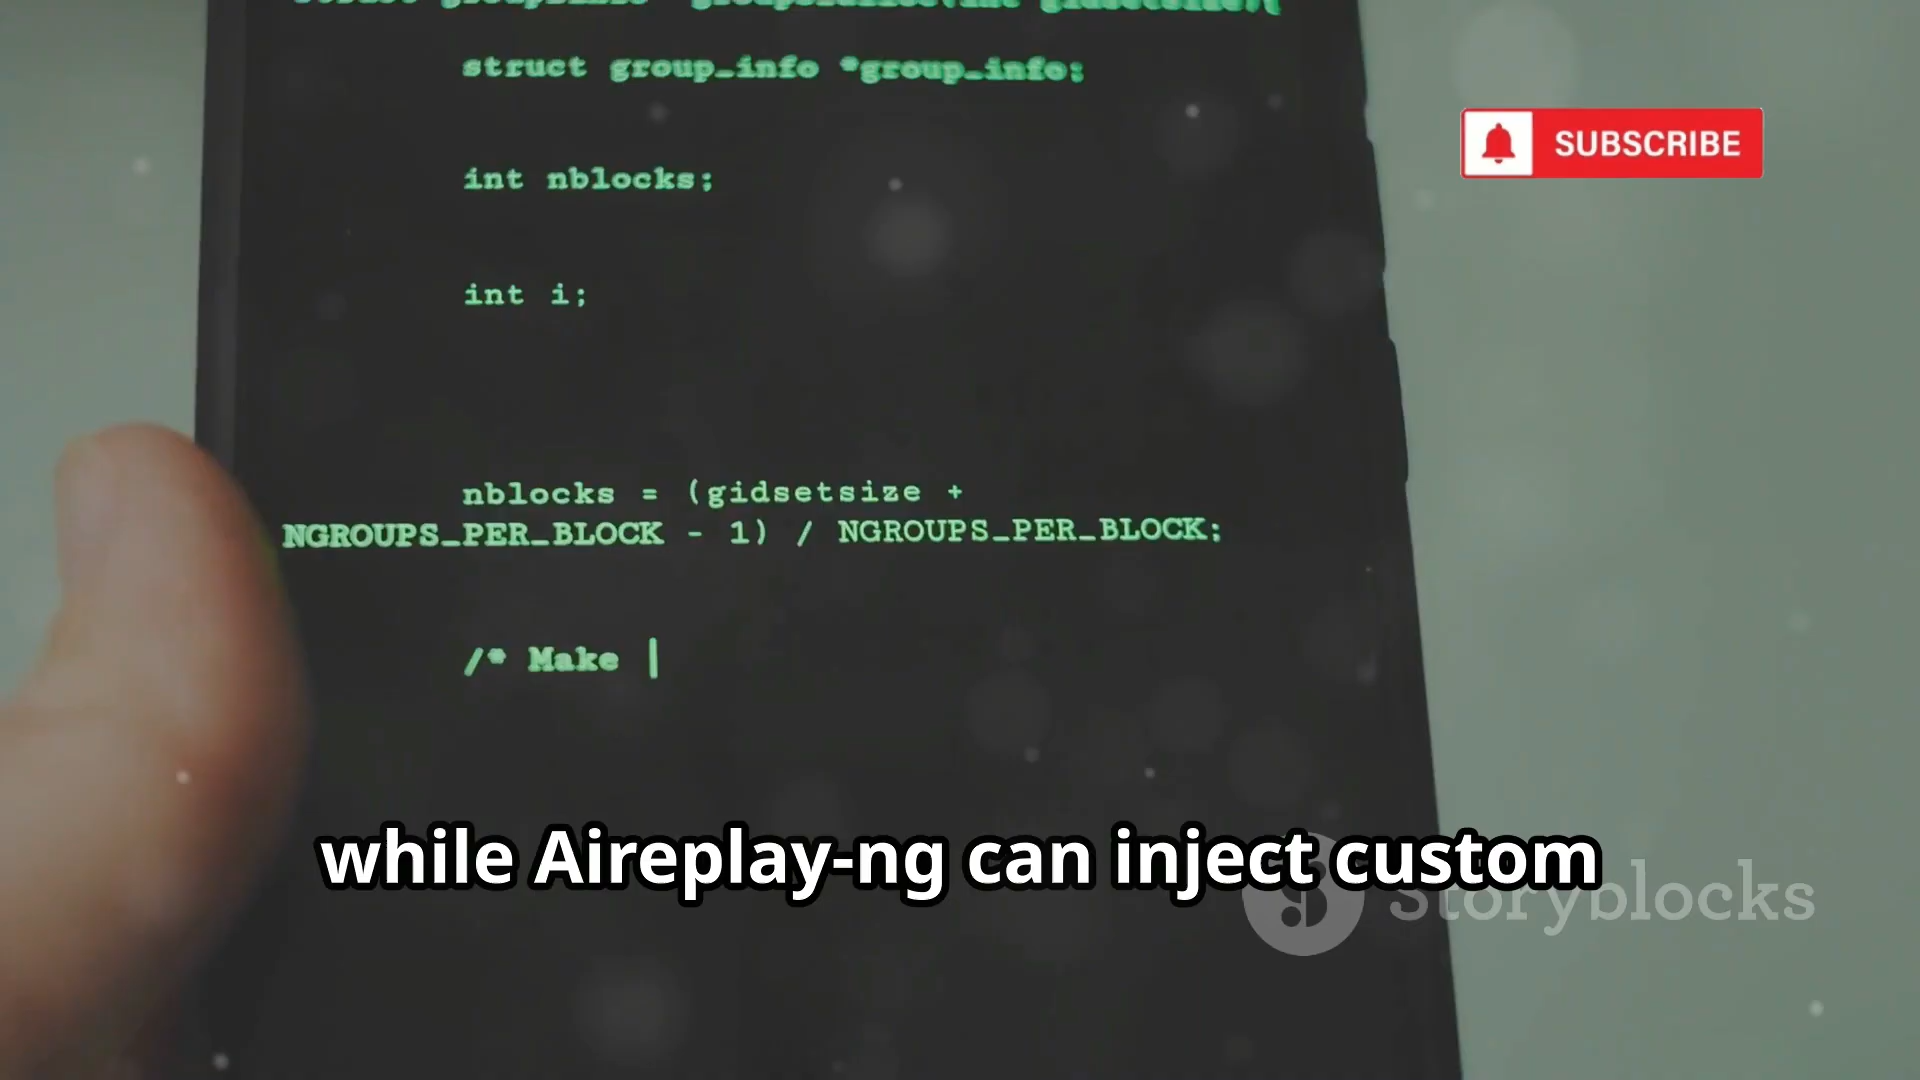 struct group_info *group_info;
SUBSCRIBE
int nblocks;
int i;
nblocks = (gidsetsize +
NGROUPS_PER_BLOCK - 1) / NGROUPS_PER_BLOCK;
/* Make |
while Aireplay-ng can inject custom
Storyblocks